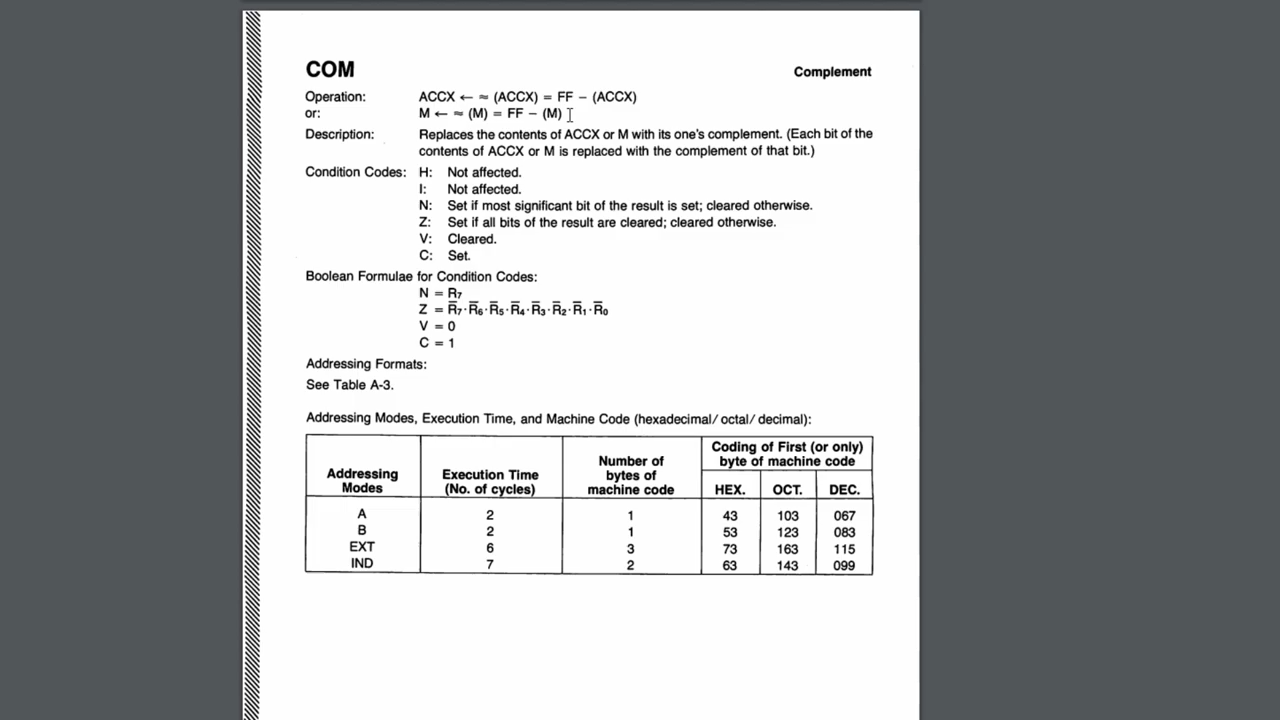 COM
Complement
Operation: ACCX ← ≈ (ACCX) = FF − (ACCX)
or: M ← ≈ (M) = FF − (M)
Description: Replaces the contents of ACCX or M with its one's complement. (Each bit of the
contents of ACCX or M is replaced with the complement of that bit.)
Condition Codes: H: Not affected.
I: Not affected.
N: Set if most significant bit of the result is set; cleared otherwise.
Z: Set if all bits of the result are cleared; cleared otherwise.
V: Cleared.
C: Set.
Boolean Formulae for Condition Codes:
N = R₇
Z = R̅₇·R̅₆·R̅₅·R̅₄·R̅₃·R̅₂·R̅₁·R̅₀
V = 0
C = 1
Addressing Formats:
See Table A-3.
Addressing Modes, Execution Time, and Machine Code (hexadecimal/ octal/ decimal):
Addressing
Modes
Execution Time
(No. of cycles)
Number of
bytes of
machine code
Coding of First (or only)
byte of machine code
HEX. OCT. DEC.
A 2 1 43 103 067
B 2 1 53 123 083
EXT 6 3 73 163 115
IND 7 2 63 143 099